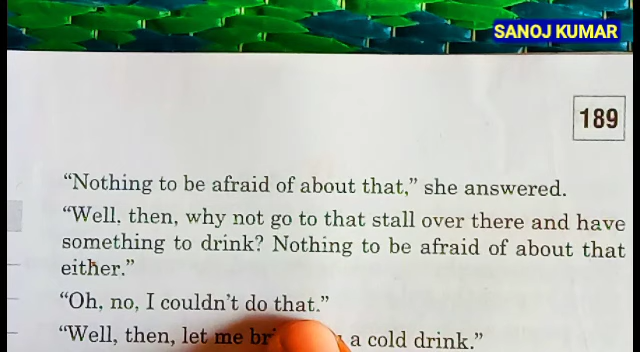 SANOJ KUMAR
189
“Nothing to be afraid of about that,” she answered.
“Well, then, why not go to that stall over there and have
something to drink? Nothing to be afraid of about that
either.”
“Oh, no, I couldn’t do that.”
“Well, then, let me a cold drink.”